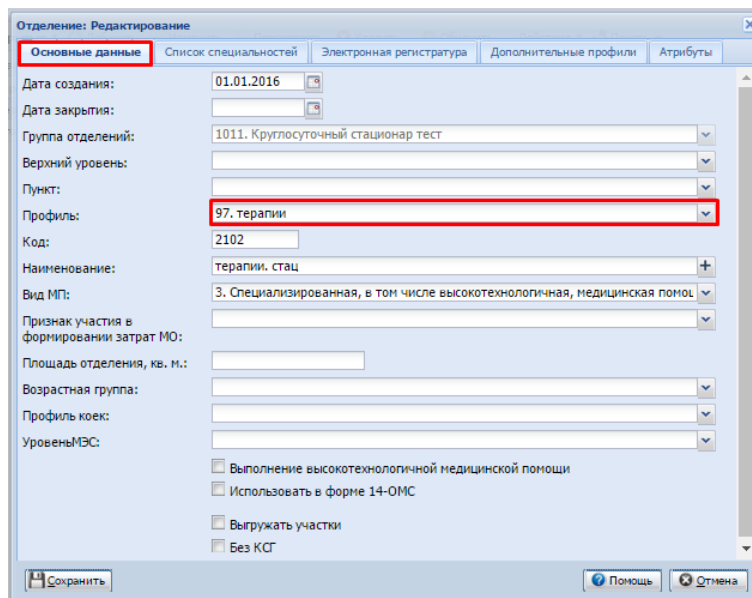 Отделение: Редактирование
Основные данные Список специальностей Электронная регистратура Дополнительные профили Атрибуты
Дата создания: 01.01.2016
Дата закрытия:
Группа отделений: 1011. Круглосуточный стационар тест
Верхний уровень:
Пункт:
Профиль: 97. терапии
Код: 2102
Наименование: терапии. стац
Вид МП: 3. Специализированная, в том числе высокотехнологичная, медицинская помощ
Признак участия в
формировании затрат МО:
Площадь отделения, кв. м.:
Возрастная группа:
Профиль коек:
УровеньМЭС:
Выполнение высокотехнологичной медицинской помощи
Использовать в форме 14-ОМС
Выгружать участки
Без КСГ
Сохранить Помощь Отмена